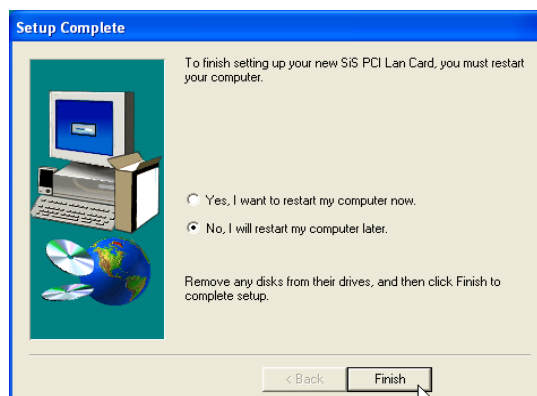 Setup Complete
To finish setting up your new SiS PCI Lan Card, you must restart
your computer.
Yes, I want to restart my computer now.
No, I will restart my computer later.
Remove any disks from their drives, and then click Finish to
complete setup.
< Back
Finish